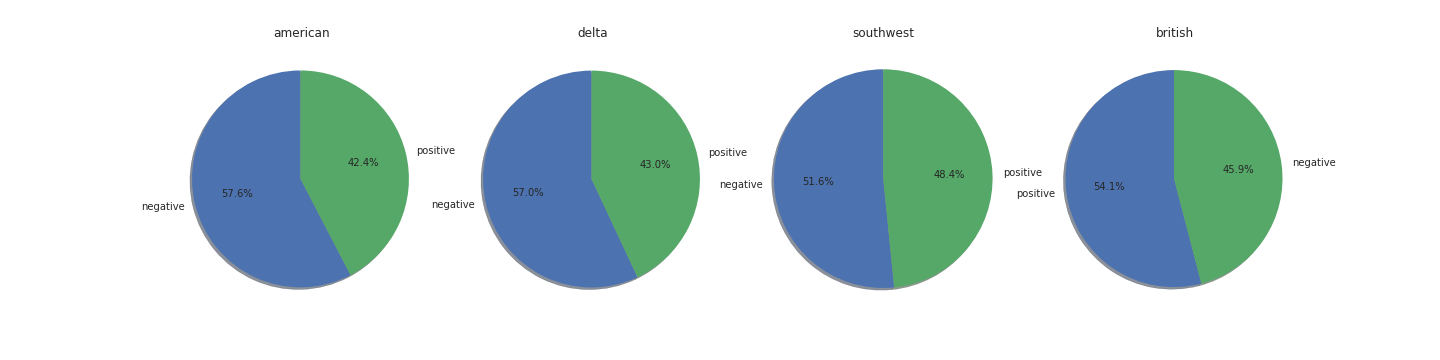 american
delta
southwest
british
positive
42.4%
57.6%
negative
positive
43.0%
57.0%
negative
positive
48.4%
51.6%
negative
negative
45.9%
54.1%
positive